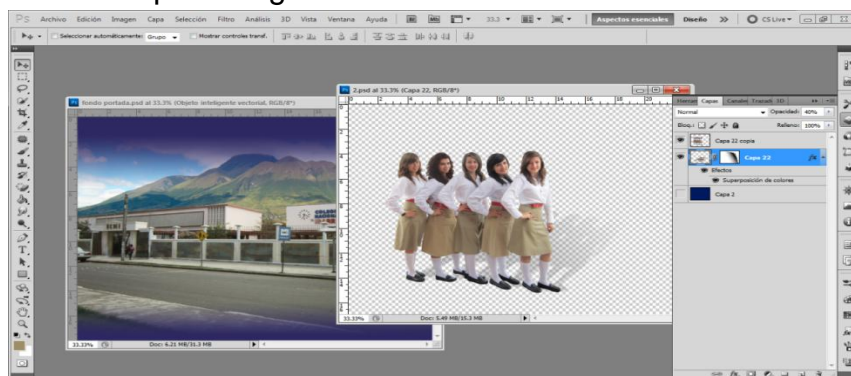 PS Archivo Edición Imagen Capa Selección Filtro Análisis 3D Vista Ventana Ayuda 33,3 Aspectos esenciales Diseño CS Live
Seleccionar automáticamente: Grupo Mostrar controles transf.
fondo portada.psd al 33.3% (Objeto inteligente vectorial, RGB/8*)
33.33% Doc: 6.21 MB/31.3 MB
2.psd al 33.3% (Capa 22, RGB/8*)
33.33% Doc: 5.49 MB/15.3 MB
Capas 3D
Normal Opacidad: 40%
Bloq.: Relleno: 100%
Capa 22 copia
Capa 22 fx
Efectos
Superposición de colores
Capa 2